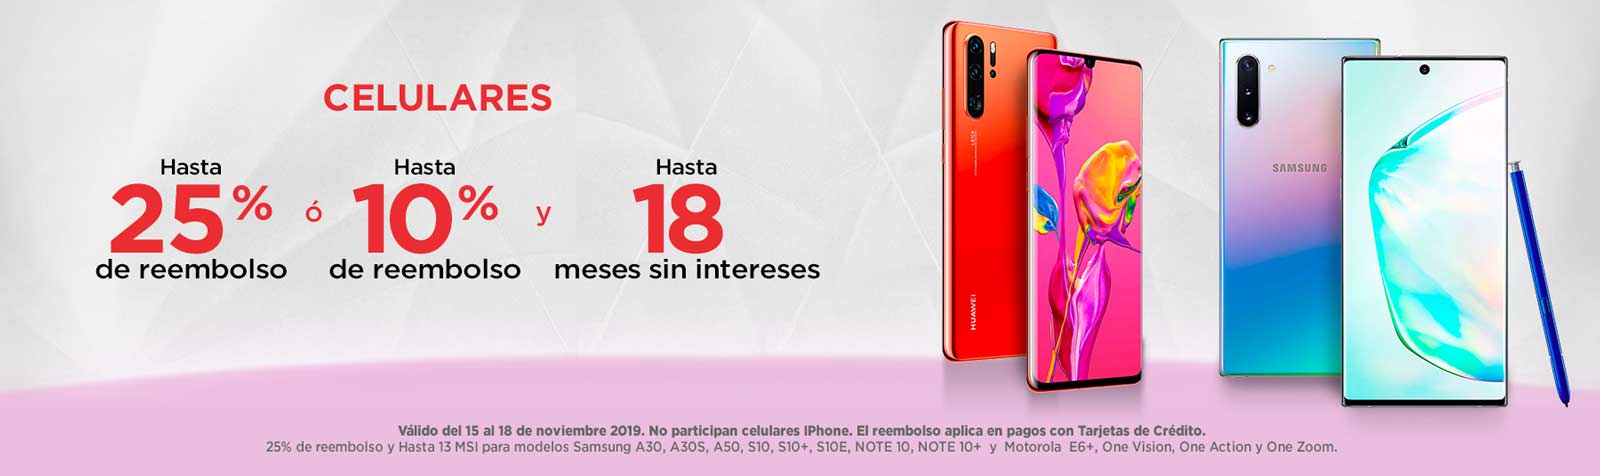 CELULARES
Hasta
25%
de reembolso
ó
Hasta
10%
de reembolso
y
Hasta
18
meses sin intereses
LEICA
HUAWEI
SAMSUNG
Válido del 15 al 18 de noviembre 2019. No participan celulares IPhone. El reembolso aplica en pagos con Tarjetas de Crédito.
25% de reembolso y Hasta 13 MSI para modelos Samsung A30, A30S, A50, S10, S10+, S10E, NOTE 10, NOTE 10+ y Motorola E6+, One Vision, One Action y One Zoom.